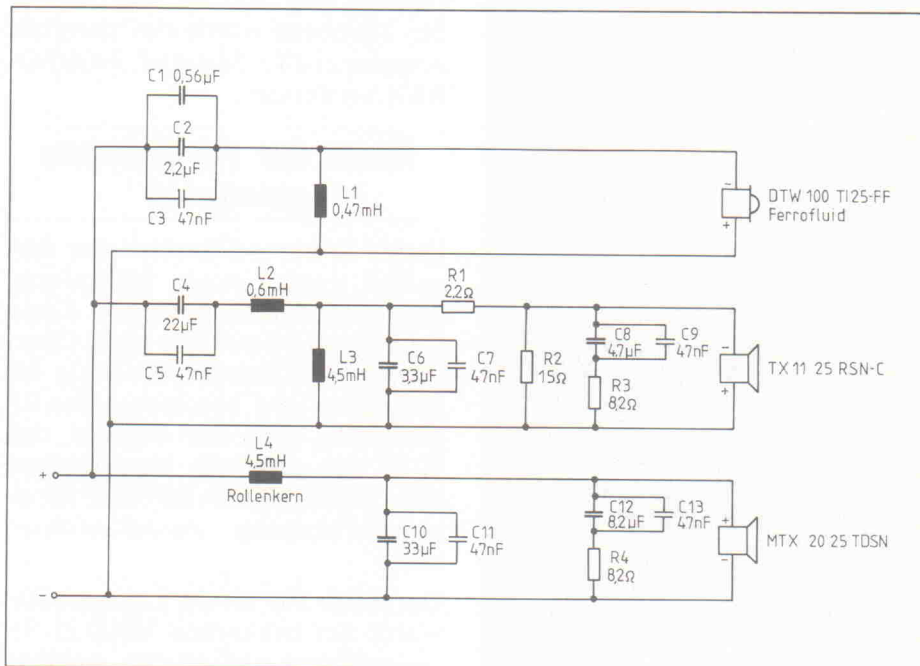 C1 0,56µF
C2
2,2µF
C3 47nF
L1
0,47mH
-
+
DTW 100 TI25-FF
Ferrofluid
C4
22µF
C5 47nF
L2
0,6mH
L3
4,5mH
C6
3,3µF
C7
47nF
R1
2,2Ω
R2
15Ω
C8
4,7µF
C9
47nF
R3
8,2Ω
-
+
TX 11 25 RSN-C
+
-
L4
4,5mH
Rollenkern
C10
33µF
C11
47nF
C12
8,2µF
C13
47nF
R4
8,2Ω
+
-
MTX 20 25 TDSN